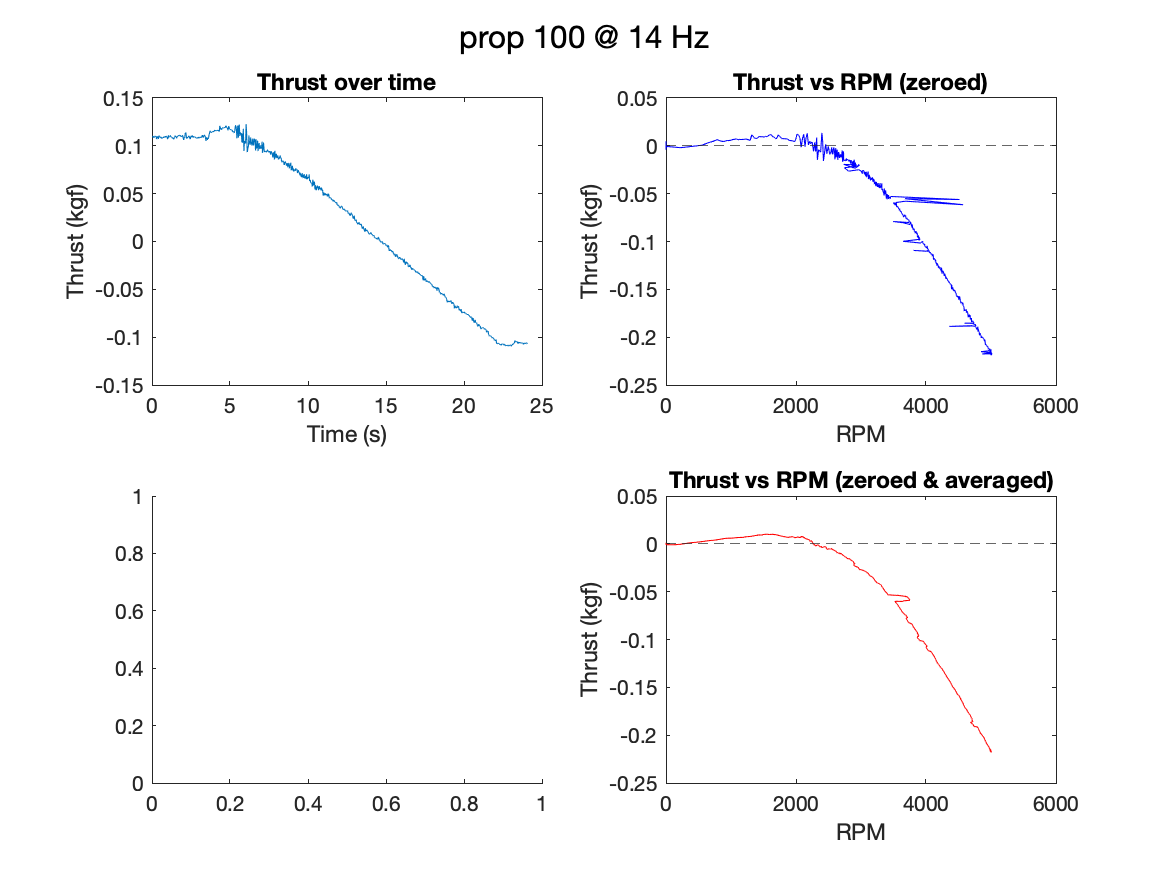 prop 100 @ 14 Hz
Thrust over time
0.15
0.1
0.05
0
-0.05
-0.1
-0.15
Thrust (kgf)
0 5 10 15 20 25
Time (s)
Thrust vs RPM (zeroed)
0.05
0
-0.05
-0.1
-0.15
-0.2
-0.25
Thrust (kgf)
0 2000 4000 6000
RPM
1
0.8
0.6
0.4
0.2
0
0 0.2 0.4 0.6 0.8 1
Thrust vs RPM (zeroed & averaged)
0.05
0
-0.05
-0.1
-0.15
-0.2
-0.25
Thrust (kgf)
0 2000 4000 6000
RPM